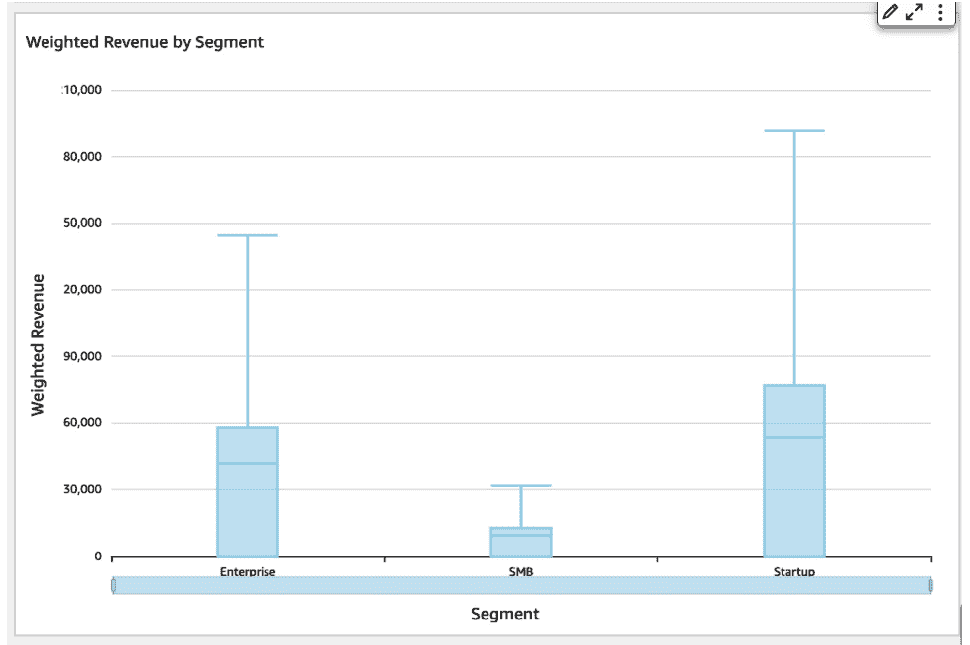 Weighted Revenue by Segment
10,000
80,000
50,000
20,000
90,000
60,000
30,000
0
Weighted Revenue
Enterprise
SMB
Startup
Segment